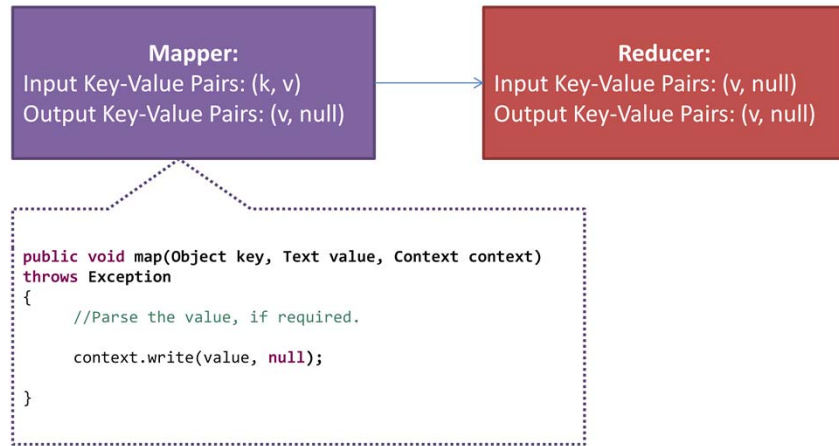 Mapper:
Input Key-Value Pairs: (k, v)
Output Key-Value Pairs: (v, null)
Reducer:
Input Key-Value Pairs: (v, null)
Output Key-Value Pairs: (v, null)
public void map(Object key, Text value, Context context)
throws Exception
{
//Parse the value, if required.
context.write(value, null);
}